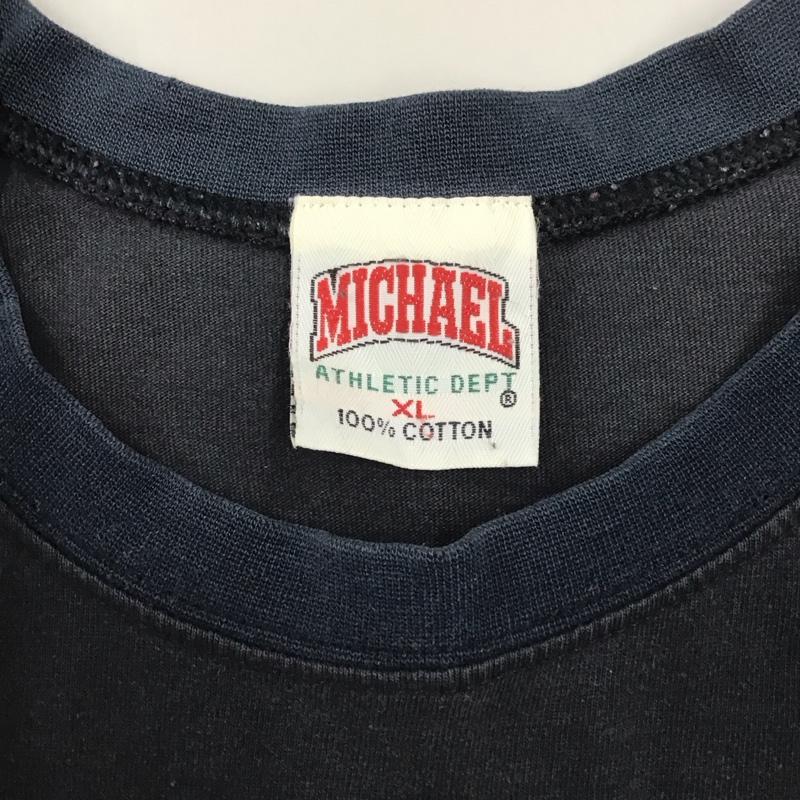 MICHAEL
ATHLETIC DEPT
®
XL
100% COTTON